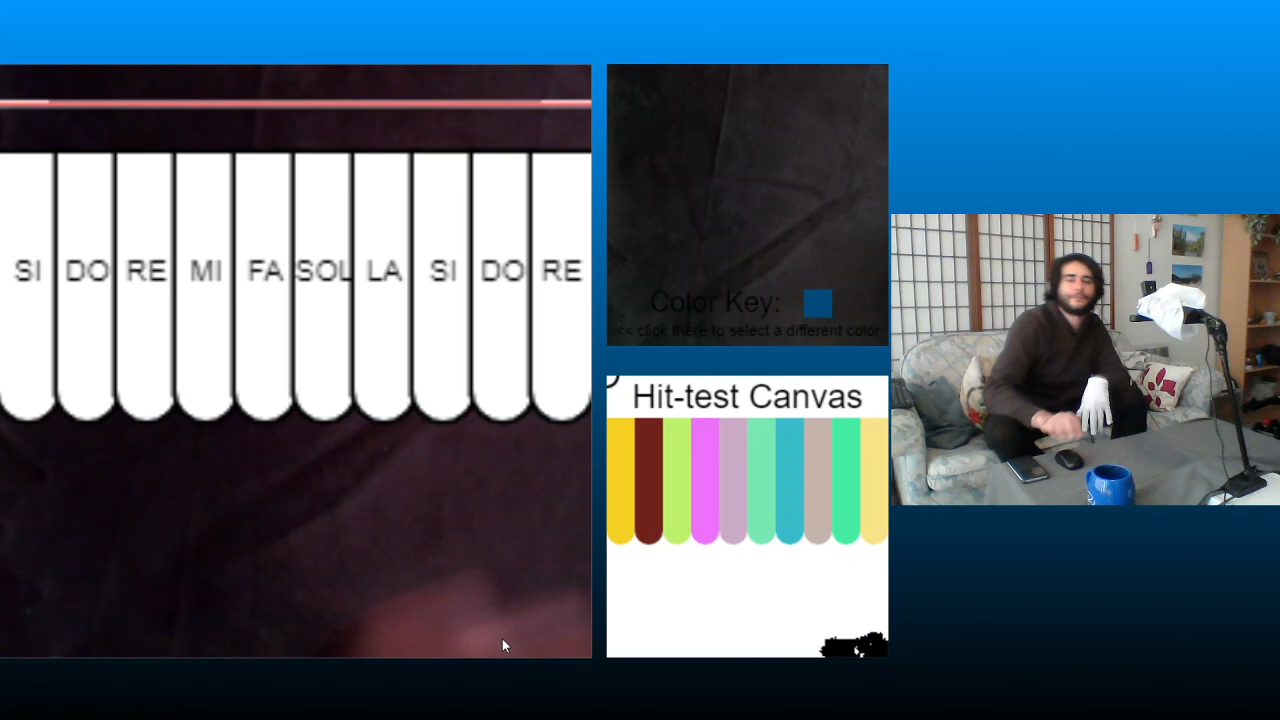 SI DO RE MI FA SOL LA SI DO RE
Color Key:
<< click there to select a different color
Hit-test Canvas